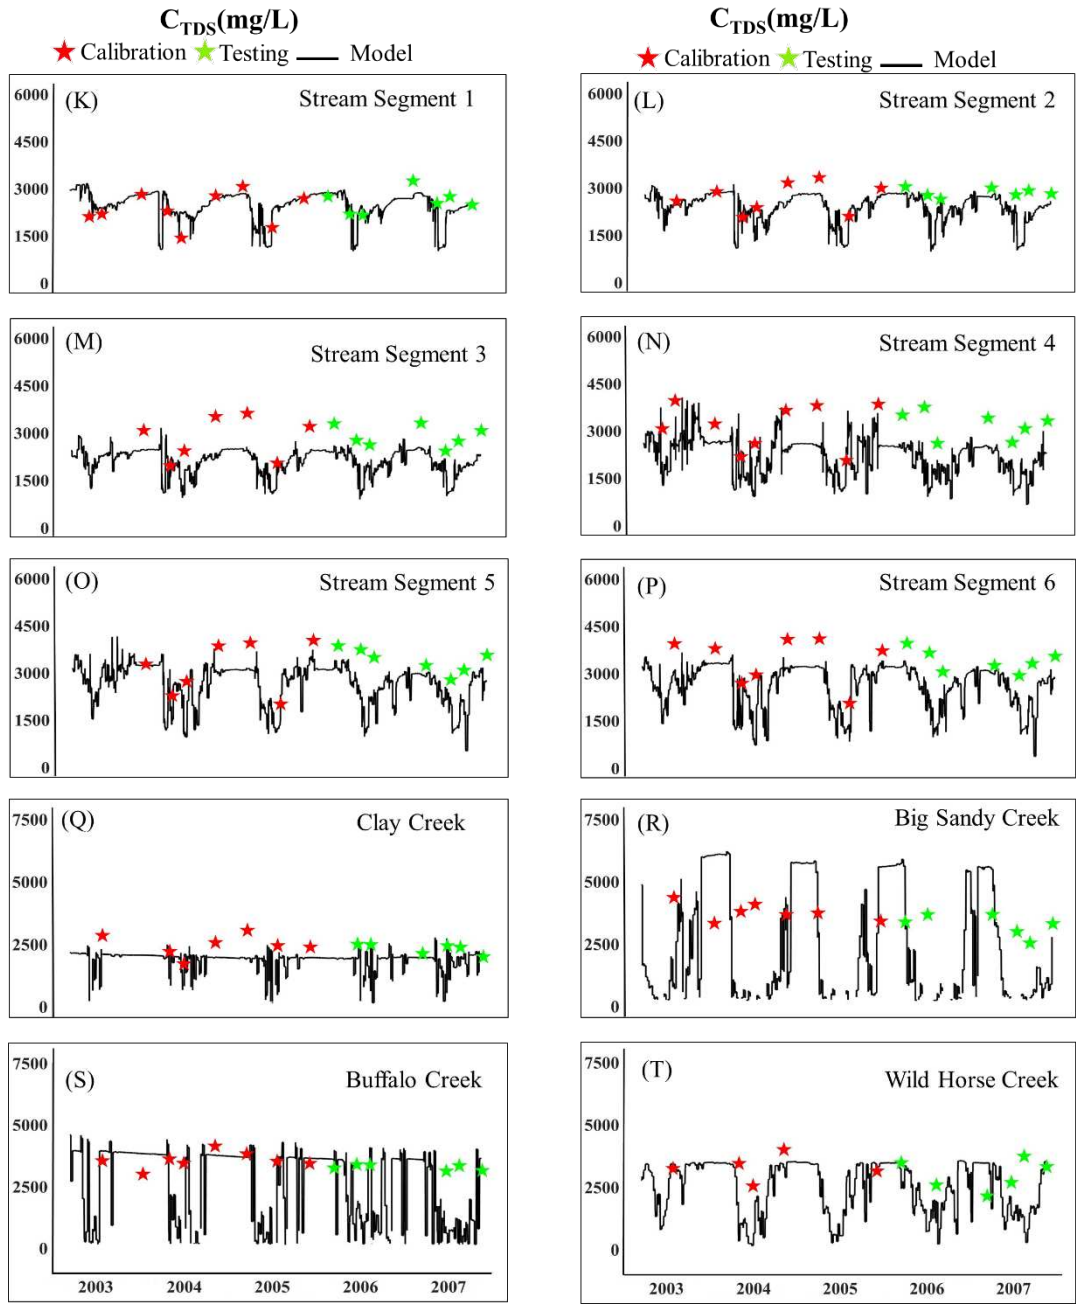 C_TDS(mg/L)
★ Calibration ★ Testing — Model
C_TDS(mg/L)
★ Calibration ★ Testing — Model
(K) Stream Segment 1
6000
4500
3000
1500
0
(L) Stream Segment 2
6000
4500
3000
1500
0
(M) Stream Segment 3
6000
4500
3000
1500
0
(N) Stream Segment 4
6000
4500
3000
1500
0
(O) Stream Segment 5
6000
4500
3000
1500
0
(P) Stream Segment 6
6000
4500
3000
1500
0
(Q) Clay Creek
7500
5000
2500
0
(R) Big Sandy Creek
7500
5000
2500
0
(S) Buffalo Creek
7500
5000
2500
0
2003 2004 2005 2006 2007
(T) Wild Horse Creek
7500
5000
2500
0
2003 2004 2005 2006 2007